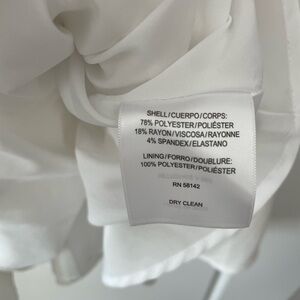 SHELL/CUERPO/CORPS:
78% POLYESTER/POLIÉSTER
18% RAYON/VISCOSA/RAYONNE
4% SPANDEX/ELASTANO
LINING/FORRO/DOUBLURE:
100% POLYESTER/POLIÉSTER
RN 58142
DRY CLEAN